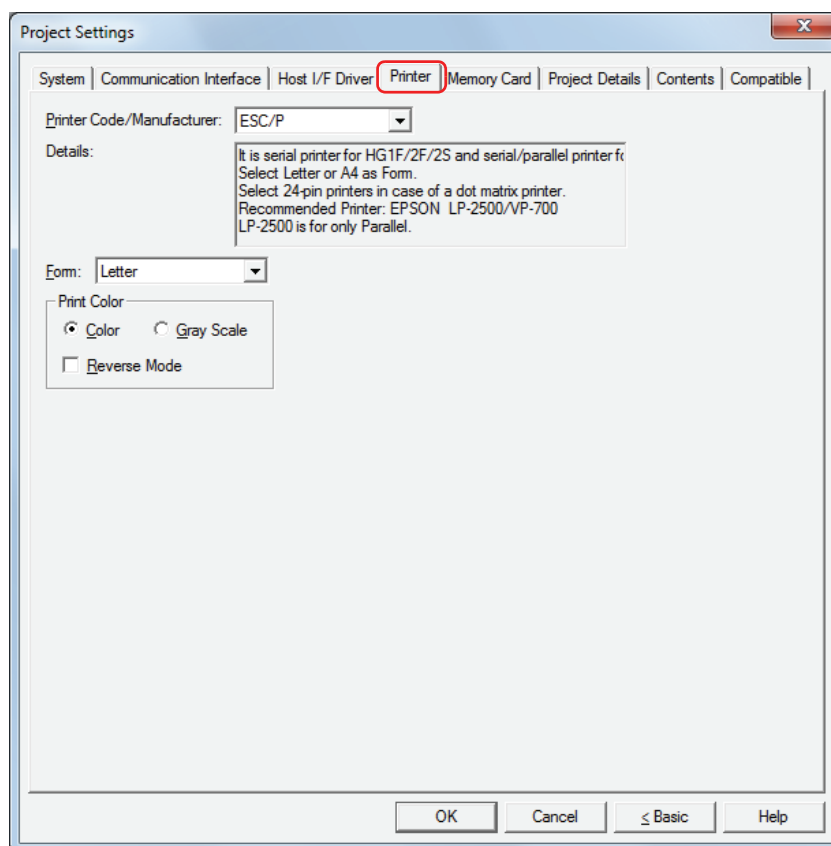 Project Settings
System Communication Interface Host I/F Driver Printer Memory Card Project Details Contents Compatible
Printer Code/Manufacturer: ESC/P
Details:
It is serial printer for HG1F/2F/2S and serial/parallel printer fo
Select Letter or A4 as Form.
Select 24-pin printers in case of a dot matrix printer.
Recommended Printer: EPSON LP-2500/VP-700
LP-2500 is for only Parallel.
Form: Letter
Print Color
Color Gray Scale
Reverse Mode
OK Cancel < Basic Help